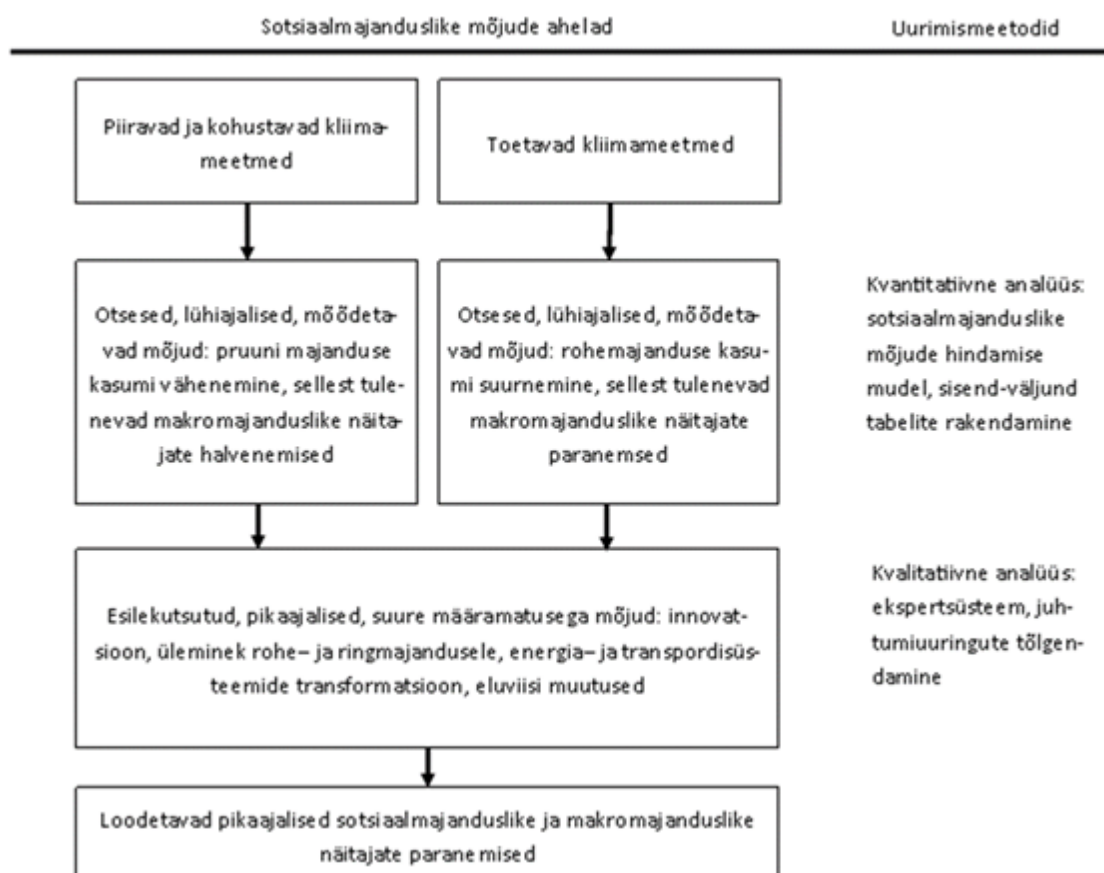 Sotsiaalmajanduslike mõjude ahelad
Uurimismeetodid
Piiravad ja kohustavad kliima-
meetmed
Toetavad kliimameetmed
Otsesed, lühiajalised, mõõdeta-
vad mõjud: pruuni majanduse
kasumi vähenemine, sellest tule-
nevad makromajanduslike näita-
jate halvenemised
Otsesed, lühiajalised, mõõdeta-
vad mõjud: rohemajanduse kasu-
mi suurnemine, sellest tulenevad
makromajanduslike näitajate
paranemsed
Kvantitatiivne analüüs:
sotsiaalmajanduslike
mõjude hindamise
mudel, sisend-väljund
tabelite rakendamine
Esilekutsutud, pikaajalised, suure määramatusega mõjud: innovat-
sioon, üleminek rohe– ja ringmajandusele, energia– ja transpordisüs-
teemide transformatsioon, eluviisi muutused
Kvalitatiivne analüüs:
ekspertsüsteem, juh-
tumiuuringute tõlgen-
damine
Loodetavad pikaajalised sotsiaalmajanduslike ja makromajanduslike
näitajate paranemised